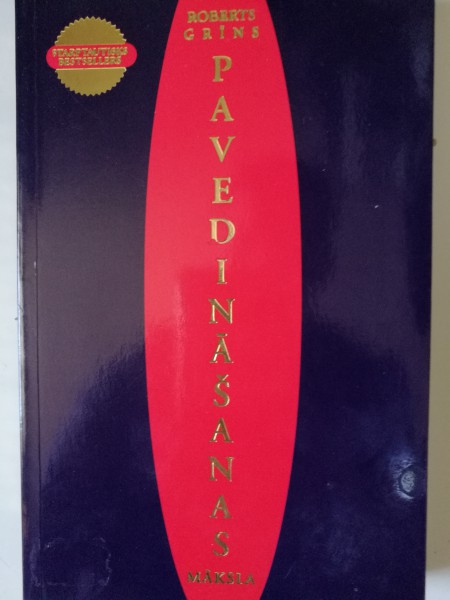 STARPTAUTISKS
BESTSELLERS
ROBERTS
GRĪNS
PAVEDINĀŠANAS
MĀKSLA